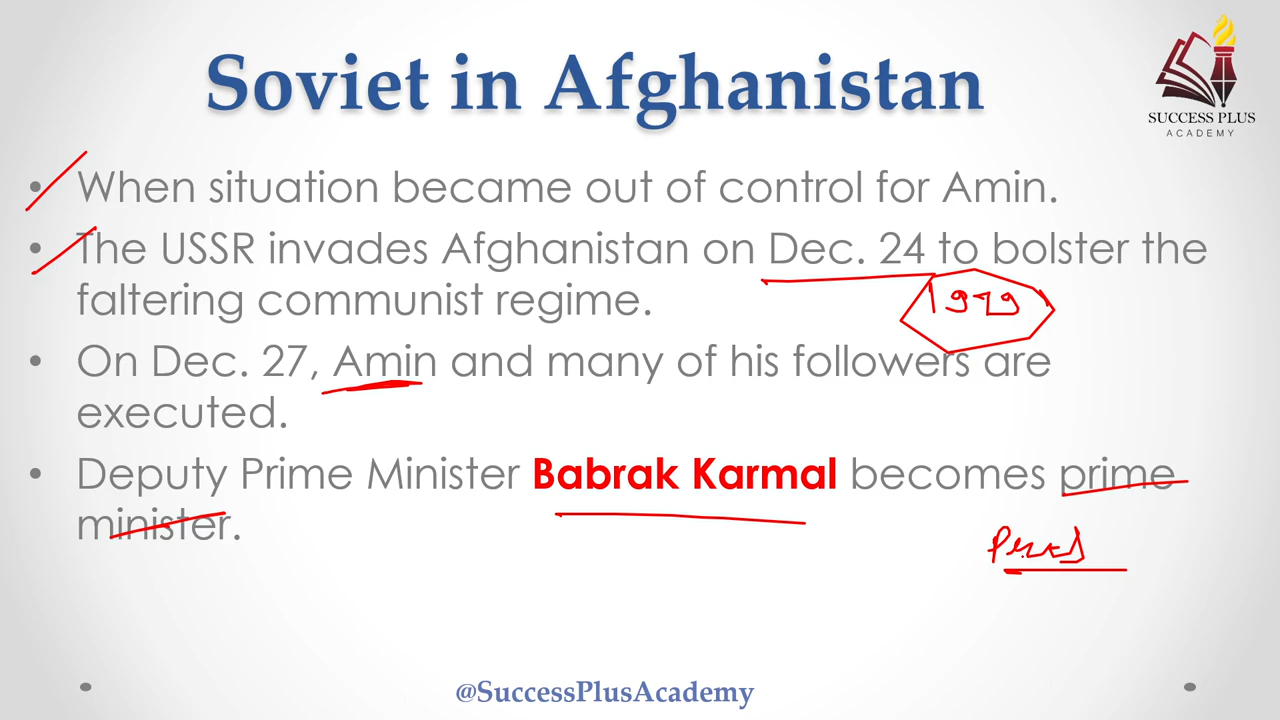 Soviet in Afghanistan
SUCCESS PLUS
ACADEMY
• When situation became out of control for Amin.
• The USSR invades Afghanistan on Dec. 24 to bolster the
1979
faltering communist regime.
• On Dec. 27, Amin and many of his followers are
executed.
• Deputy Prime Minister Babrak Karmal becomes prime
minister.
@SuccessPlusAcademy